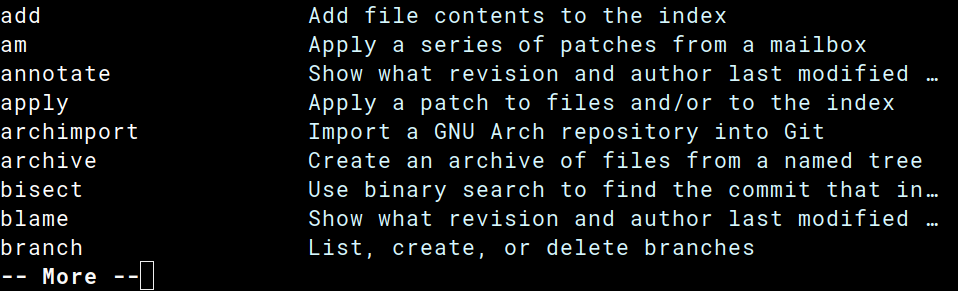 add Add file contents to the index
am Apply a series of patches from a mailbox
annotate Show what revision and author last modified …
apply Apply a patch to files and/or to the index
archimport Import a GNU Arch repository into Git
archive Create an archive of files from a named tree
bisect Use binary search to find the commit that in…
blame Show what revision and author last modified …
branch List, create, or delete branches
-- More --